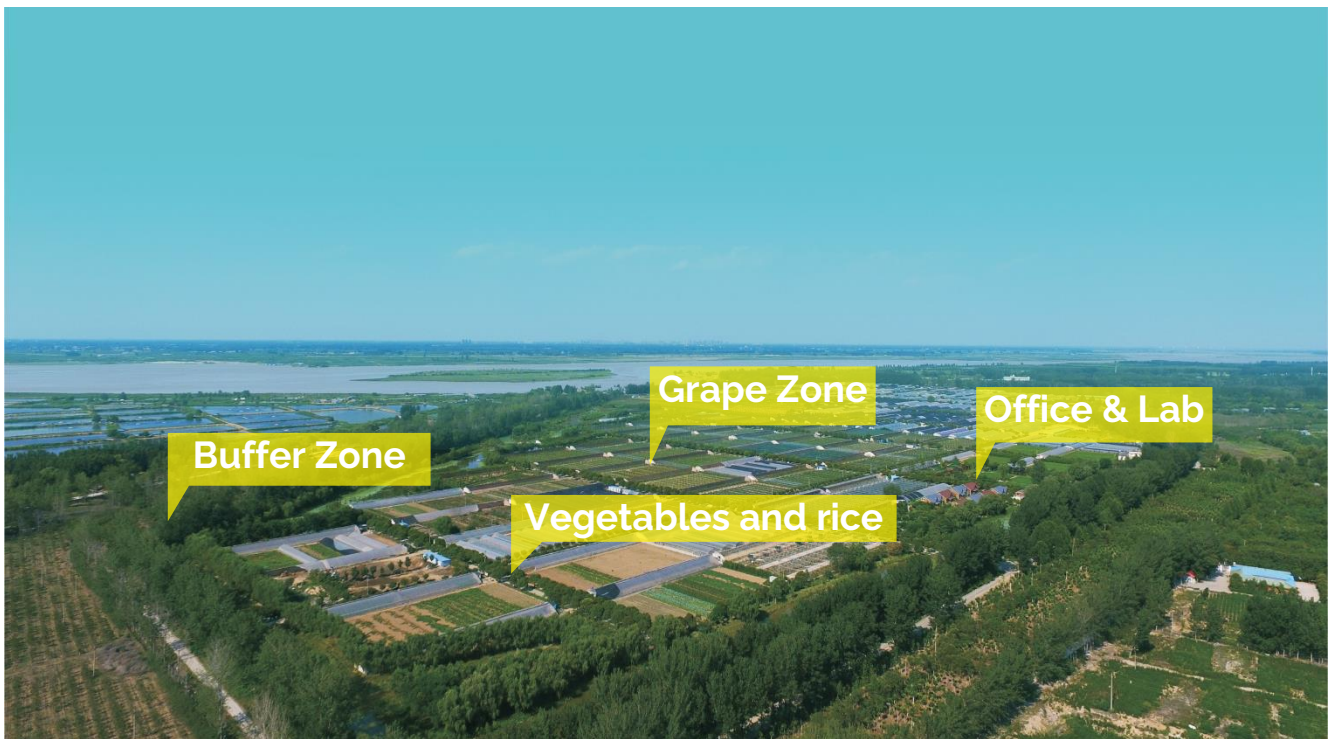 Grape Zone
Office & Lab
Buffer Zone
Vegetables and rice